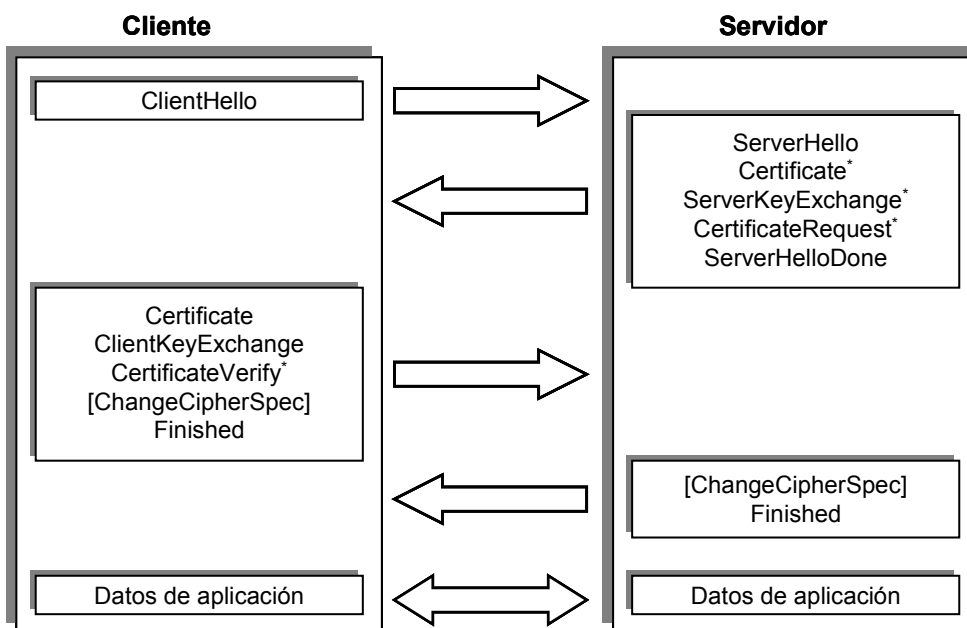 Cliente
Servidor
ClientHello
ServerHello
Certificate*
ServerKeyExchange*
CertificateRequest*
ServerHelloDone
Certificate
ClientKeyExchange
CertificateVerify*
[ChangeCipherSpec]
Finished
[ChangeCipherSpec]
Finished
Datos de aplicación
Datos de aplicación